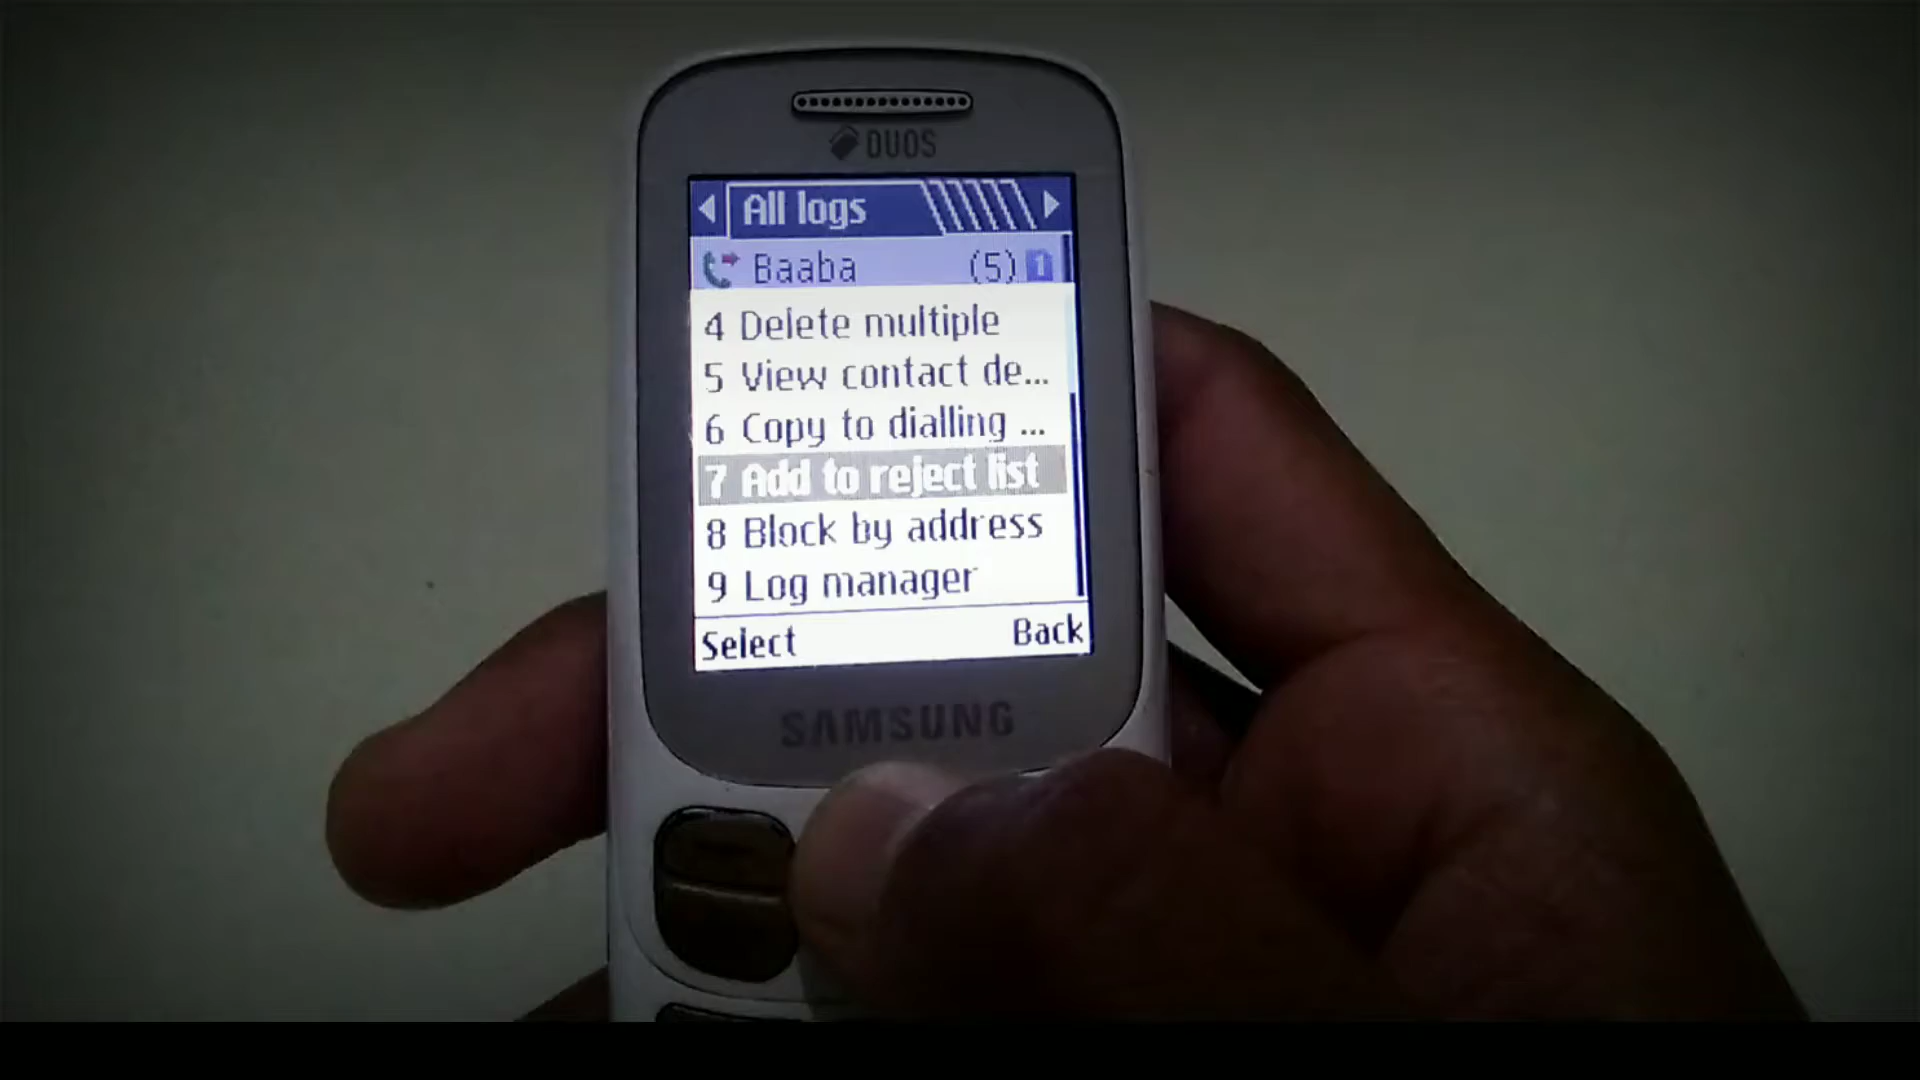 DUOS
All logs
Baaba (5) 1
4 Delete multiple
5 View contact de...
6 Copy to dialling ...
7 Add to reject list
8 Block by address
9 Log manager
Select Back
SAMSUNG